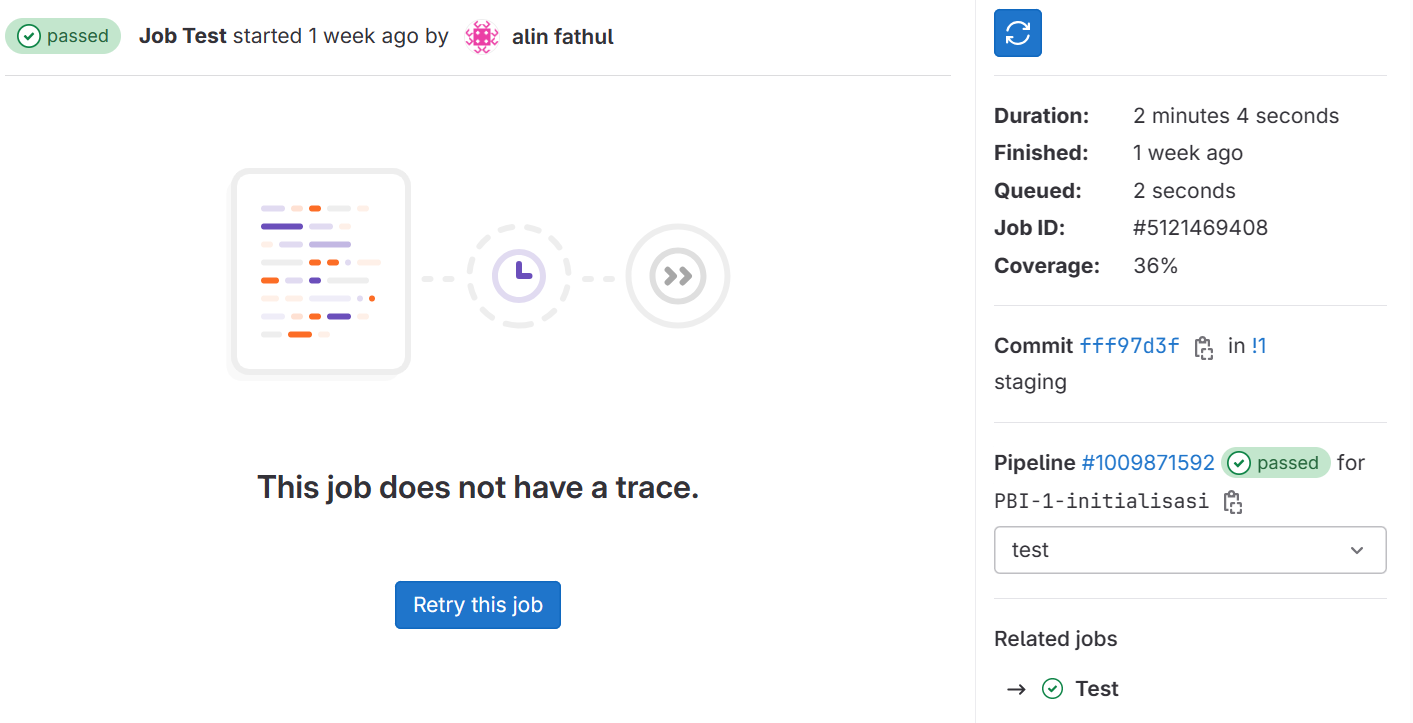 passed Job Test started 1 week ago by alin fathul
This job does not have a trace.
Retry this job
Duration: 2 minutes 4 seconds
Finished: 1 week ago
Queued: 2 seconds
Job ID: #5121469408
Coverage: 36%
Commit fff97d3f in !1
staging
Pipeline #1009871592 passed for
PBI-1-initialisasi
test
Related jobs
→ Test